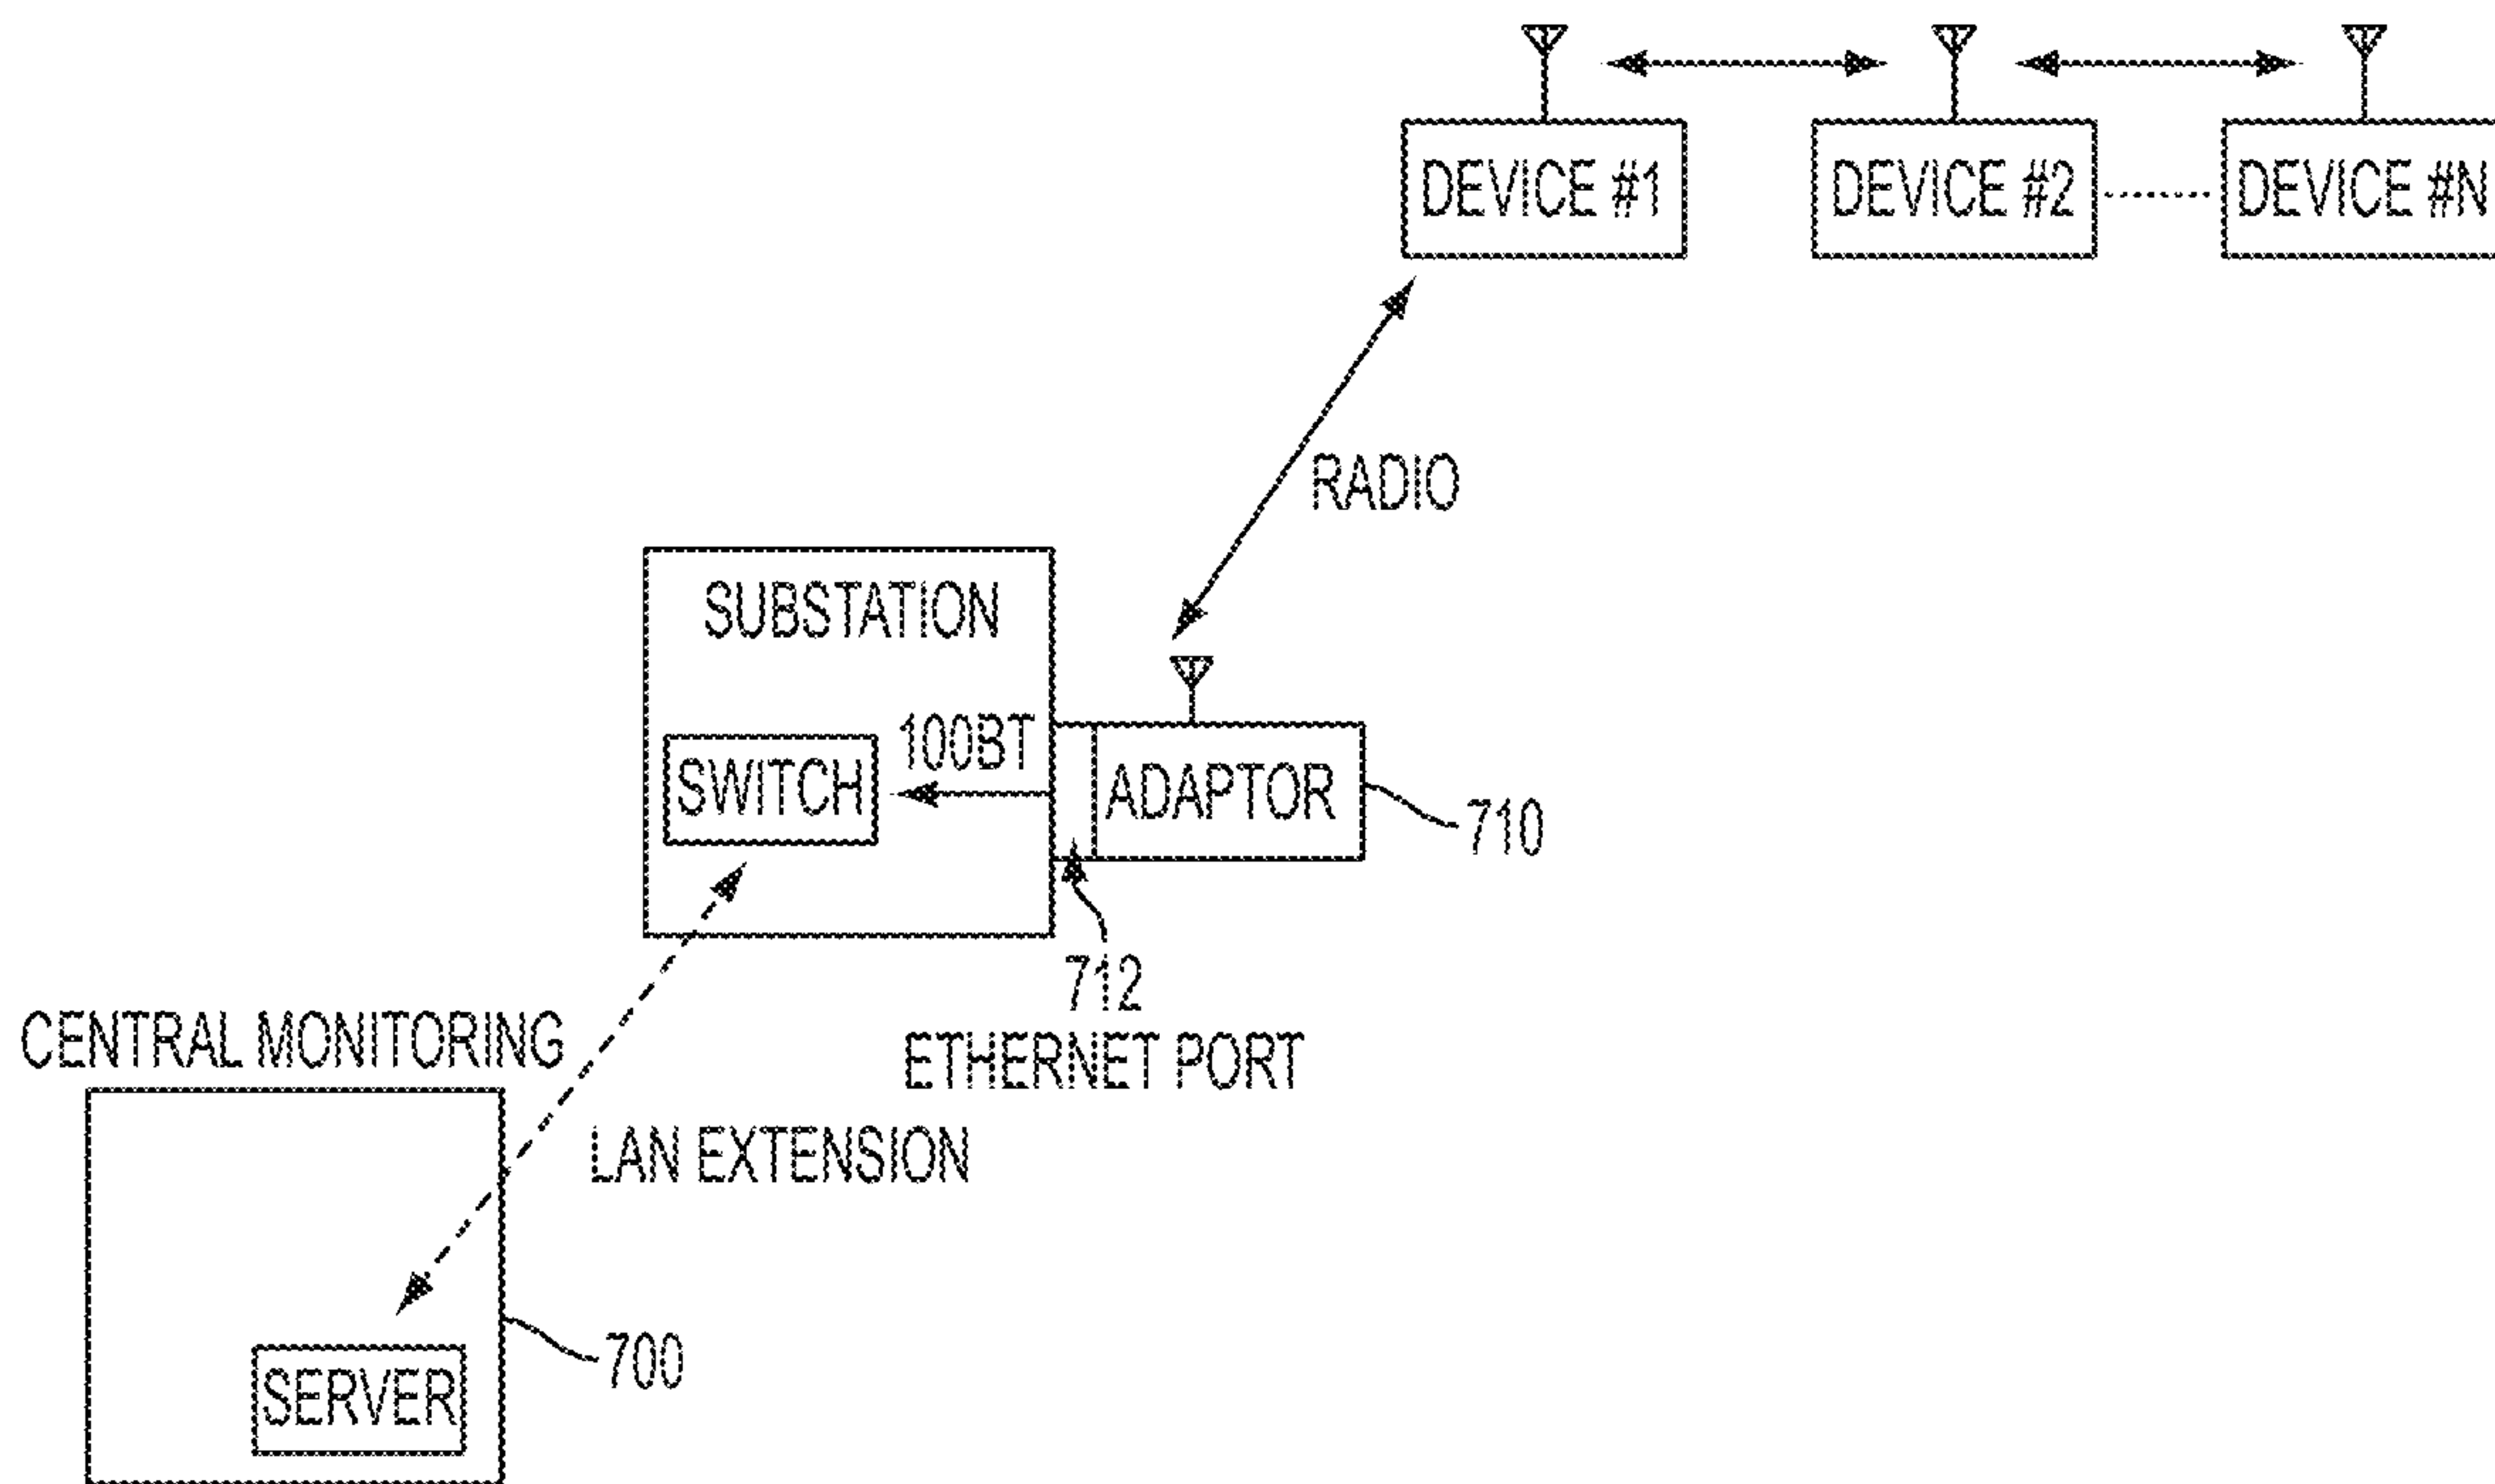 DEVICE #1
DEVICE #2
DEVICE #N
RADIO
SUBSTATION
100BT
SWITCH
ADAPTOR
710
712
ETHERNET PORT
CENTRAL MONITORING
LAN EXTENSION
700
SERVER